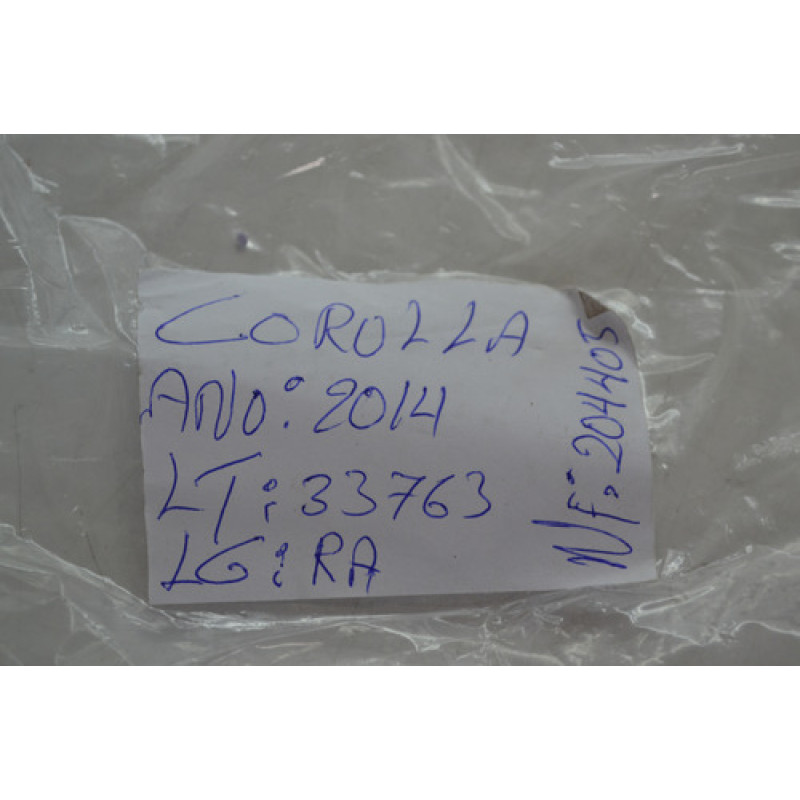 COROLLA
ANO: 2014
LT: 33763
LG: RA
NF: 204405